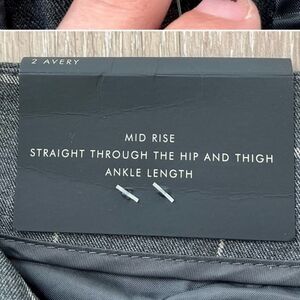 2 AVERY
MID RISE
STRAIGHT THROUGH THE HIP AND THIGH
ANKLE LENGTH